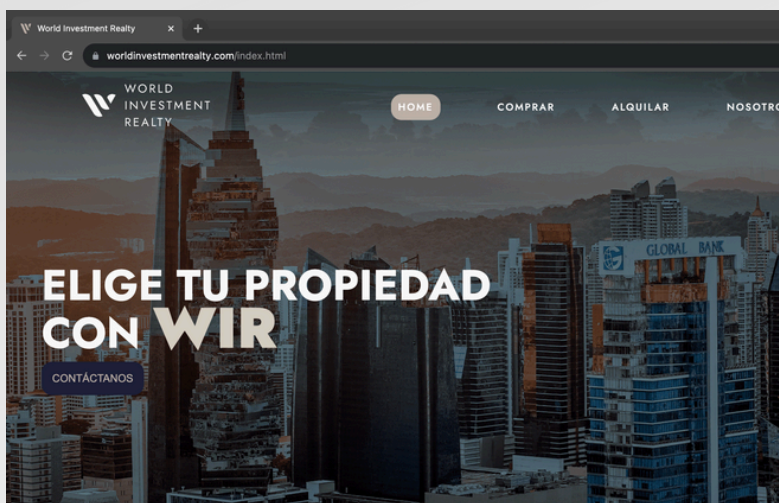 World Investment Realty
worldinvestmentrealty.com/index.html
WORLD
INVESTMENT
REALTY
HOME COMPRAR ALQUILAR NOSOTRO
GLOBAL BANK
ELIGE TU PROPIEDAD
CON WIR
CONTÁCTANOS